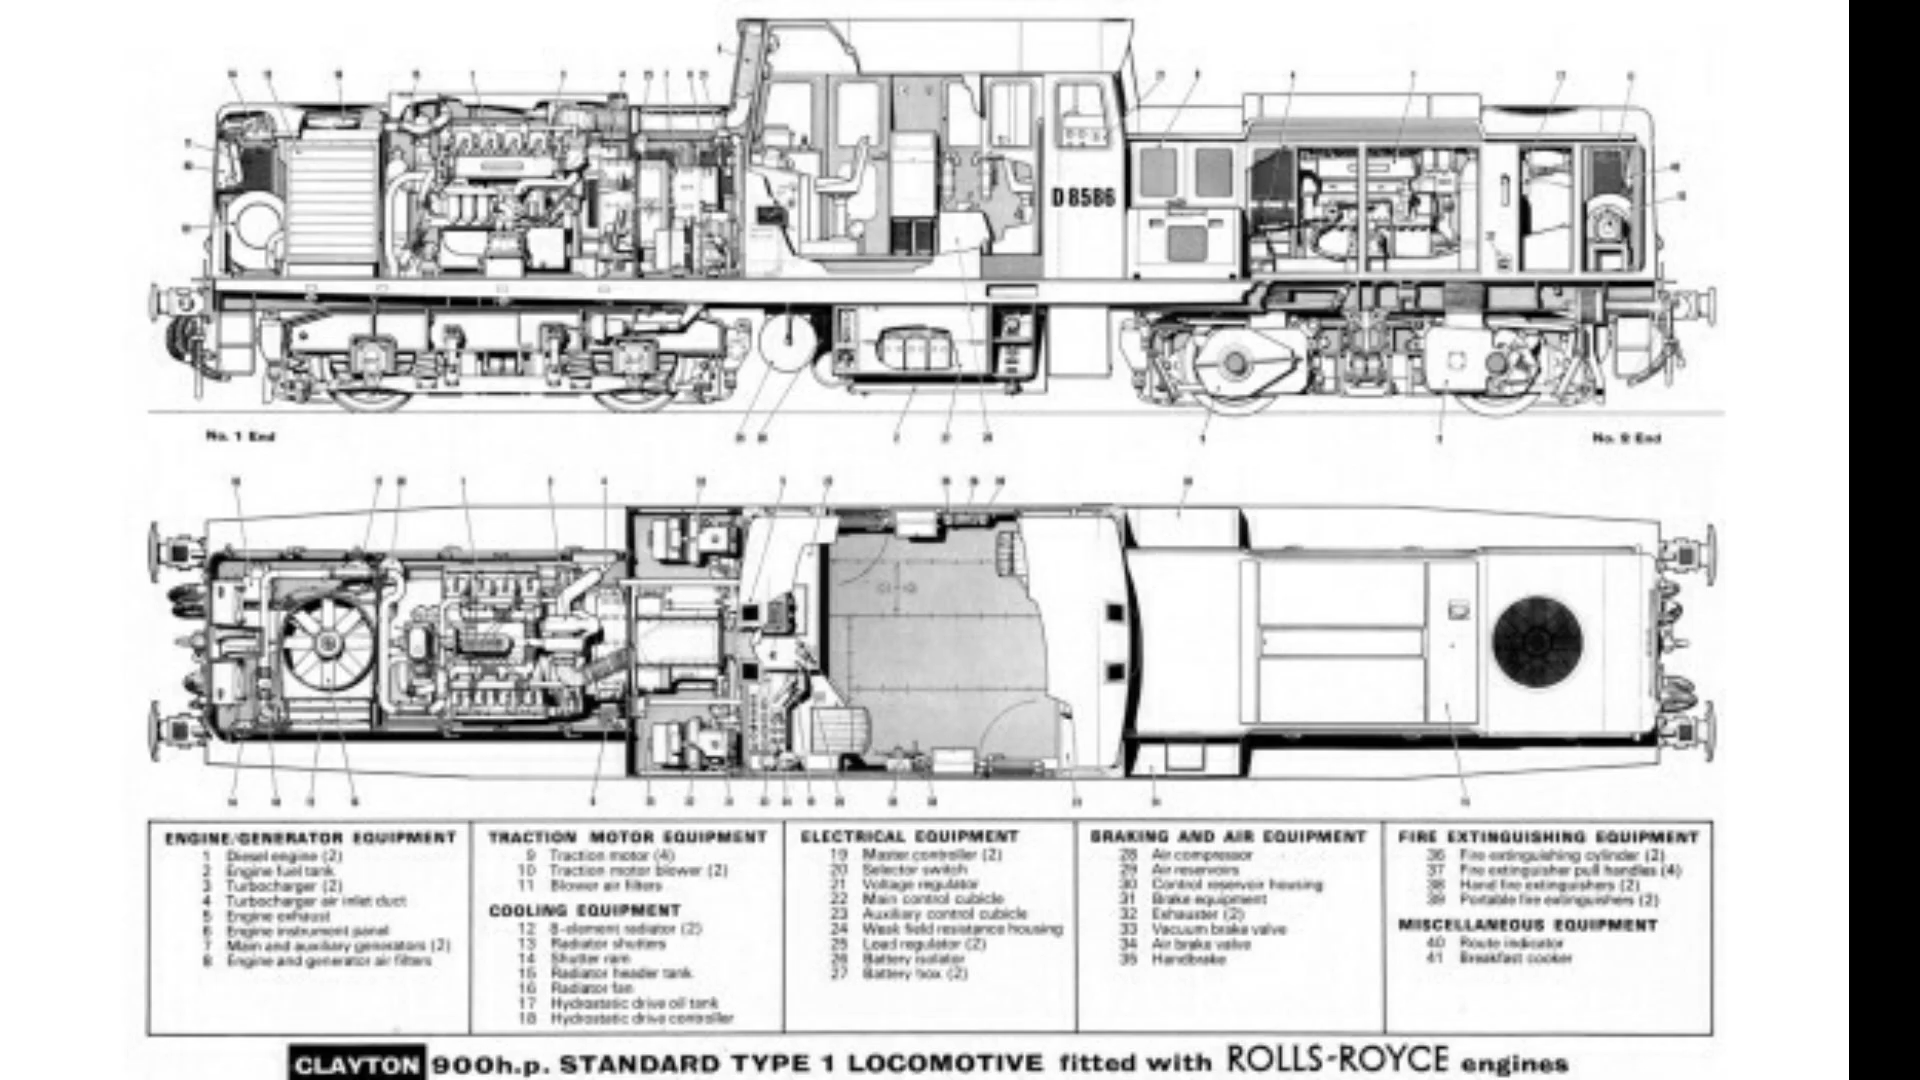 D 8586
No. 1 End
No. 2 End
ENGINE/GENERATOR EQUIPMENT
1 Diesel engine (2)
2 Engine fuel tank
3 Turbocharger (2)
4 Turbocharger air inlet duct
5 Engine exhaust
6 Engine instrument panel
7 Main and auxiliary generators (2)
8 Engine and generator air filters
TRACTION MOTOR EQUIPMENT
9 Traction motor (4)
10 Traction motor blower (2)
11 Blower air filters
COOLING EQUIPMENT
12 8-element radiator (2)
13 Radiator shutters
14 Shutter ram
15 Radiator header tank
16 Radiator fan
17 Hydrostatic drive oil tank
18 Hydrostatic drive controller
ELECTRICAL EQUIPMENT
19 Master controller (2)
20 Selector switch
21 Voltage regulator
22 Main control cubicle
23 Auxiliary control cubicle
24 Weak field resistance housing
25 Load regulator (2)
26 Battery isolator
27 Battery box (2)
BRAKING AND AIR EQUIPMENT
28 Air compressor
29 Air reservoirs
30 Control reservoir housing
31 Brake equipment
32 Exhauster (2)
33 Vacuum brake valve
34 Air brake valve
35 Handbrake
FIRE EXTINGUISHING EQUIPMENT
36 Fire extinguishing cylinder (2)
37 Fire extinguisher pull handles (4)
38 Hand fire extinguishers (2)
39 Portable fire extinguishers (2)
MISCELLANEOUS EQUIPMENT
40 Route indicator
41 Breakfast cooker
CLAYTON 900h.p. STANDARD TYPE 1 LOCOMOTIVE fitted with ROLLS-ROYCE engines